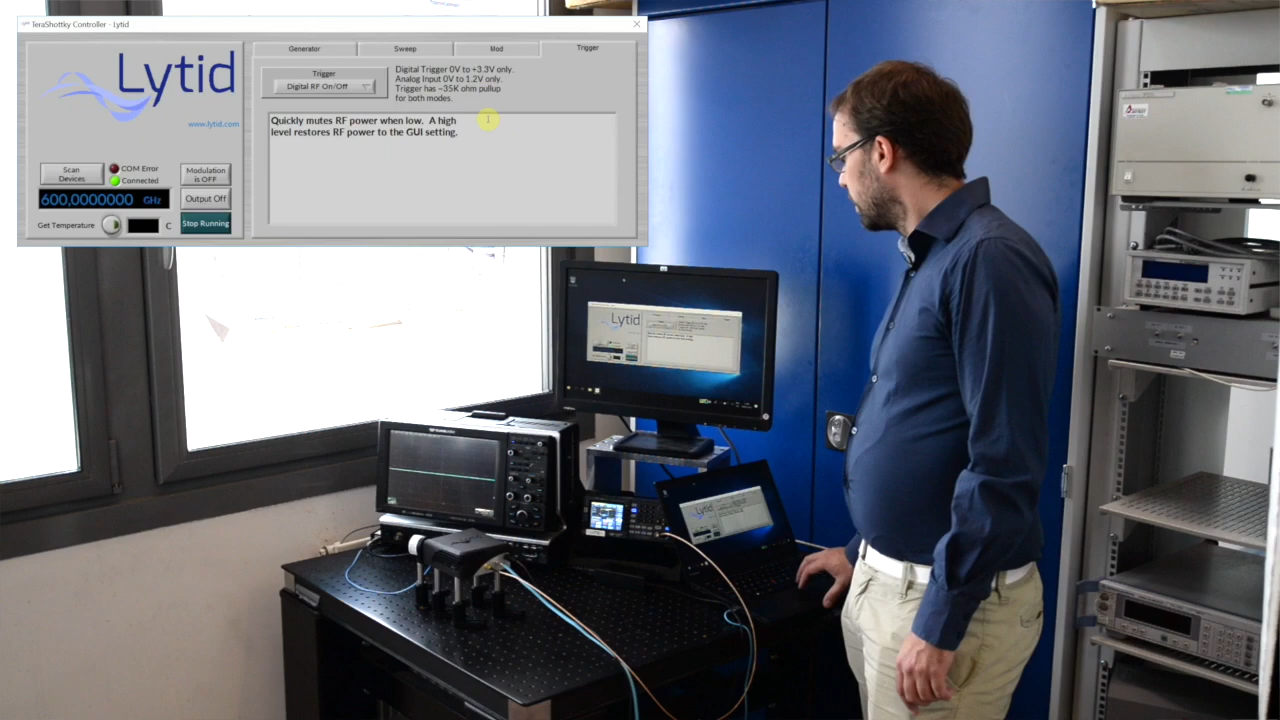 TeraShottky Controller - Lytid
Generator
Sweep
Mod
Trigger
Lytid
www.lytid.com
Trigger
Digital RF On/Off
Digital Trigger 0V to +3.3V only.
Analog Input 0V to 1.2V only.
Trigger has ~35K ohm pullup
for both modes.
Quickly mutes RF power when low. A high
level restores RF power to the GUI setting.
Scan
Devices
COM Error
Connected
Modulation
is OFF
600,0000000 GHz
Output Off
Get Temperature
C
Stop Running
Lytid
Lytid